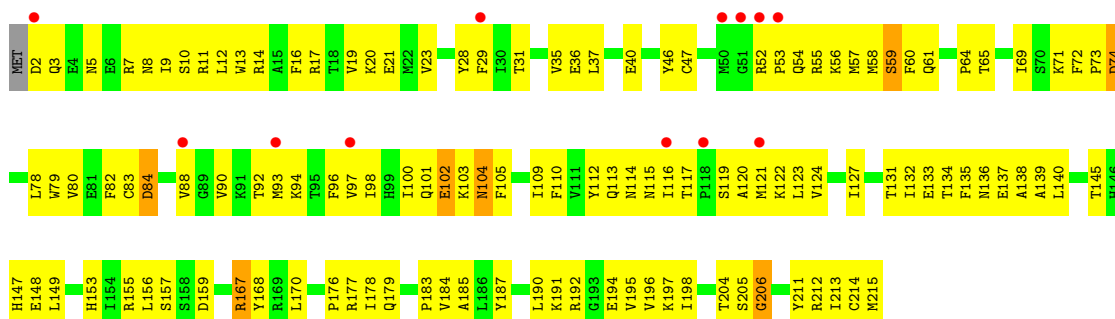 MET D2 Q3 E4 N5 E6 R7 N8 I9 S10 R11 L12 W13 R14 A15 F16 R17 T18 V19 K20 E21 M22 V23 Y28 F29 I30 T31 V35 E36 L37 E40 Y46 C47 M50 G51 R52 P53 Q54 R55 K56 M57 M58 S59 F60 Q61 P64 T65 I69 S70 K71 F72 P73
L78 W79 V80 E81 F82 C83 D84 V88 G89 V90 K91 T92 M93 K94 T95 F96 V97 I98 H99 I100 Q101 E102 K103 N104 F105 I109 F110 V111 Y112 Q113 N114 N115 I116 T117 P118 S119 A120 M121 K122 L123 V124 I127 T131 I132 E133 T134 F135 N136 E137 A138 A139 L140 T145 H146
H147 E148 L149 H153 I154 R155 L156 S157 S158 D159 R167 Y168 R169 L170 P176 R177 I178 Q179 P183 V184 A185 L186 Y187 L190 K191 R192 G193 E194 V195 V196 K197 I198 T204 S205 G206 Y211 R212 I213 C214 M215